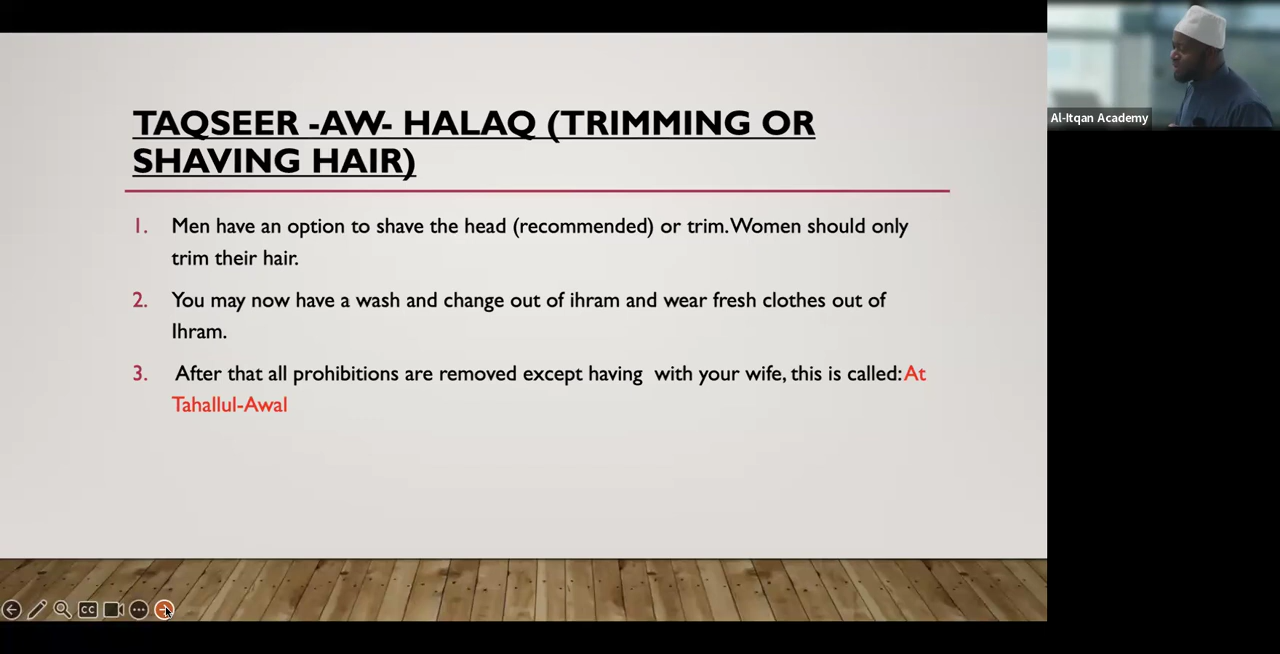 TAQSEER -AW- HALAQ (TRIMMING OR
SHAVING HAIR)
1. Men have an option to shave the head (recommended) or trim.Women should only
trim their hair.
2. You may now have a wash and change out of ihram and wear fresh clothes out of
Ihram.
3. After that all prohibitions are removed except having with your wife, this is called:At
Tahallul-Awal
Al-Itqan Academy
CC